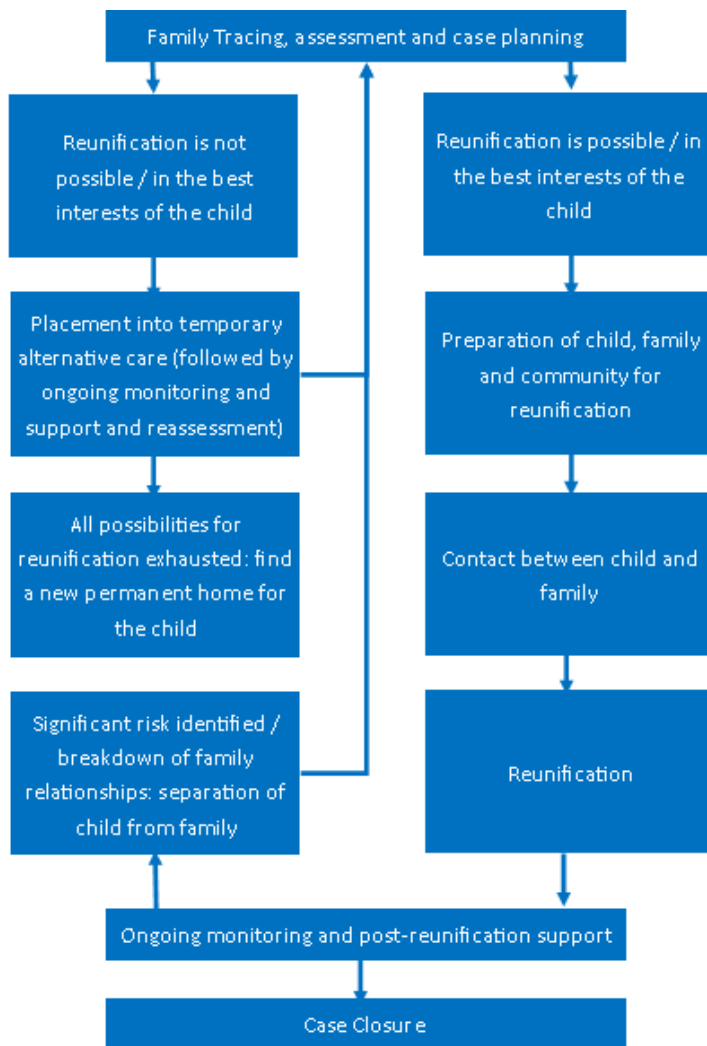 Family Tracing, assessment and case planning
Reunification is not
possible / in the best
interests of the child
Placement into temporary
alternative care (followed by
ongoing monitoring and
support and reassessment)
All possibilities for
reunification exhausted: find
a new permanent home for
the child
Significant risk identified /
breakdown of family
relationships: separation of
child from family
Reunification is possible / in
the best interests of the
child
Preparation of child, family
and community for
reunification
Contact between child and
family
Reunification
Ongoing monitoring and post-reunification support
Case Closure